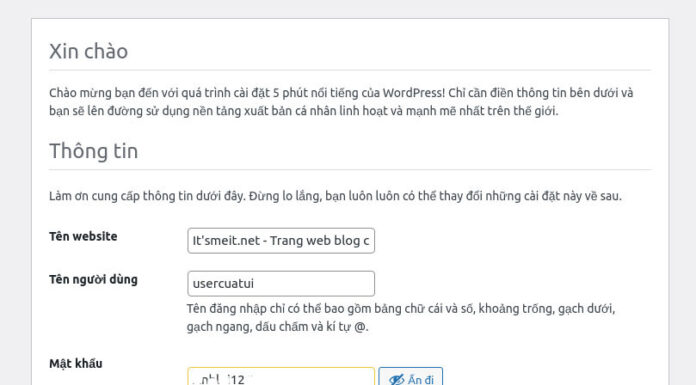 Xin chào
Chào mừng bạn đến với quá trình cài đặt 5 phút nổi tiếng của WordPress! Chỉ cần điền thông tin bên dưới và
bạn sẽ lên đường sử dụng nền tảng xuất bản cá nhân linh hoạt và mạnh mẽ nhất trên thế giới.
Thông tin
Làm ơn cung cấp thông tin dưới đây. Đừng lo lắng, bạn luôn luôn có thể thay đổi những cài đặt này về sau.
Tên website
It'smeit.net - Trang web blog c
Tên người dùng
usercuatui
Tên đăng nhập chỉ có thể bao gồm bảng chữ cái và số, khoảng trống, gạch dưới,
gạch ngang, dấu chấm và kí tự @.
Mật khẩu
12
Ẩn đi